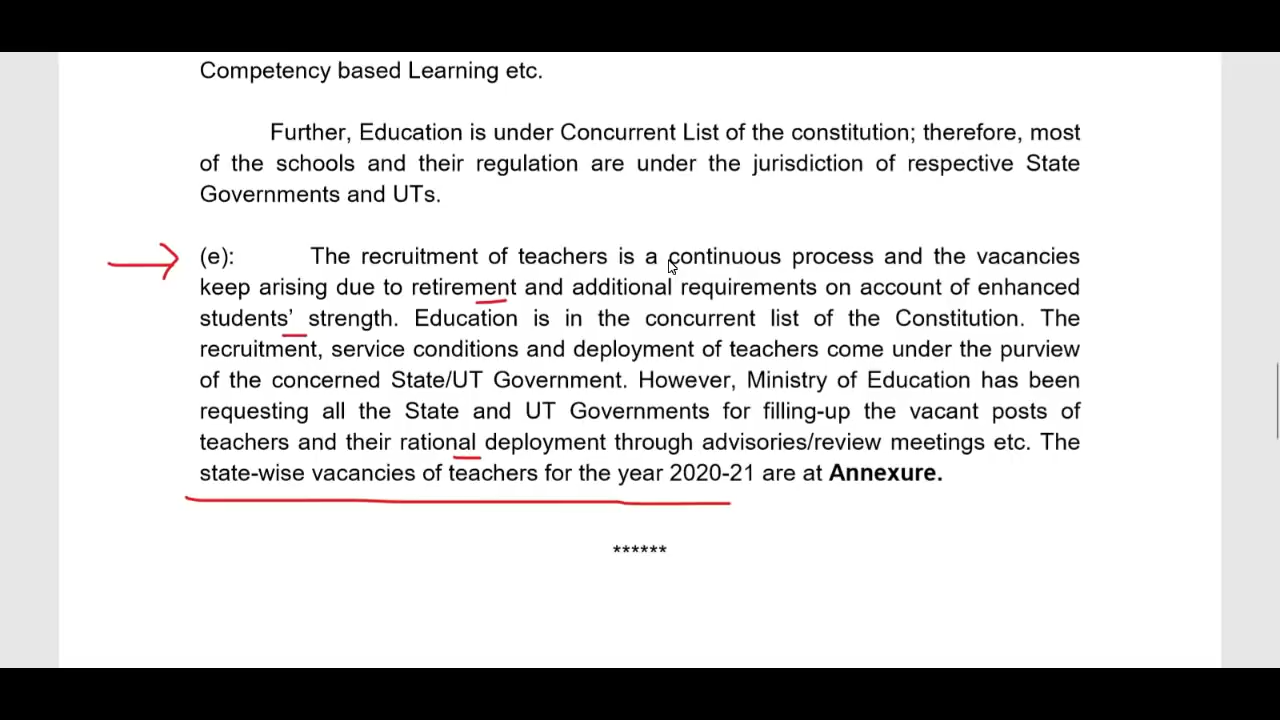 Competency based Learning etc.
Further, Education is under Concurrent List of the constitution; therefore, most
of the schools and their regulation are under the jurisdiction of respective State
Governments and UTs.
(e): The recruitment of teachers is a continuous process and the vacancies
keep arising due to retirement and additional requirements on account of enhanced
students’ strength. Education is in the concurrent list of the Constitution. The
recruitment, service conditions and deployment of teachers come under the purview
of the concerned State/UT Government. However, Ministry of Education has been
requesting all the State and UT Governments for filling-up the vacant posts of
teachers and their rational deployment through advisories/review meetings etc. The
state-wise vacancies of teachers for the year 2020-21 are at Annexure.
******